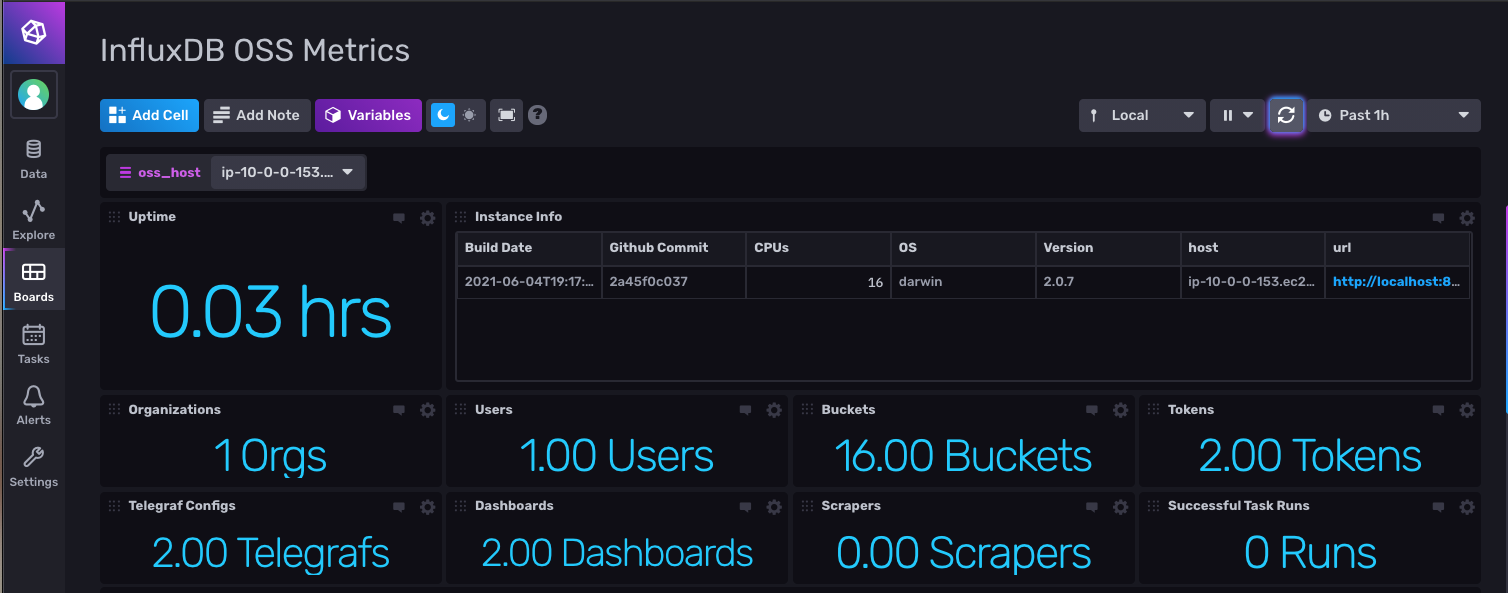 InfluxDB OSS Metrics
Add Cell Add Note Variables ? Local Past 1h
oss_host ip-10-0-0-153....
Data
Explore
Boards
Tasks
Alerts
Settings
Uptime
0.03 hrs
Instance Info
Build Date Github Commit CPUs OS Version host url
2021-06-04T19:17:... 2a45f0c037 16 darwin 2.0.7 ip-10-0-0-153.ec2... http://localhost:8...
Organizations Users Buckets Tokens
1 Orgs 1.00 Users 16.00 Buckets 2.00 Tokens
Telegraf Configs Dashboards Scrapers Successful Task Runs
2.00 Telegrafs 2.00 Dashboards 0.00 Scrapers 0 Runs